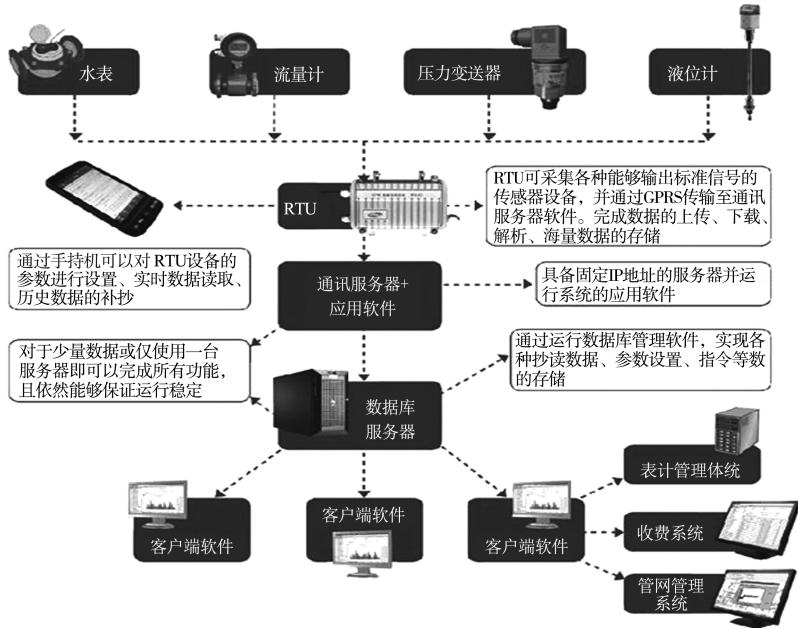 水表
流量计
压力变送器
液位计
RTU
RTU可采集各种能够输出标准信号的
传感器设备，并通过GPRS传输至通讯
服务器软件。完成数据的上传、下载、
解析、海量数据的存储
通过手持机可以对RTU设备的
参数进行设置、实时数据读取、
历史数据的补抄
通讯服务器+
应用软件
具备固定IP地址的服务器并运
行系统的应用软件
对于少量数据或仅使用一台
服务器即可以完成所有功能，
且依然能够保证运行稳定
通过运行数据库管理软件，实现各
种抄读数据、参数设置、指令等数
的存储
数据库
服务器
客户端软件
客户端软件
客户端软件
表计管理体统
收费系统
管网管理
系统